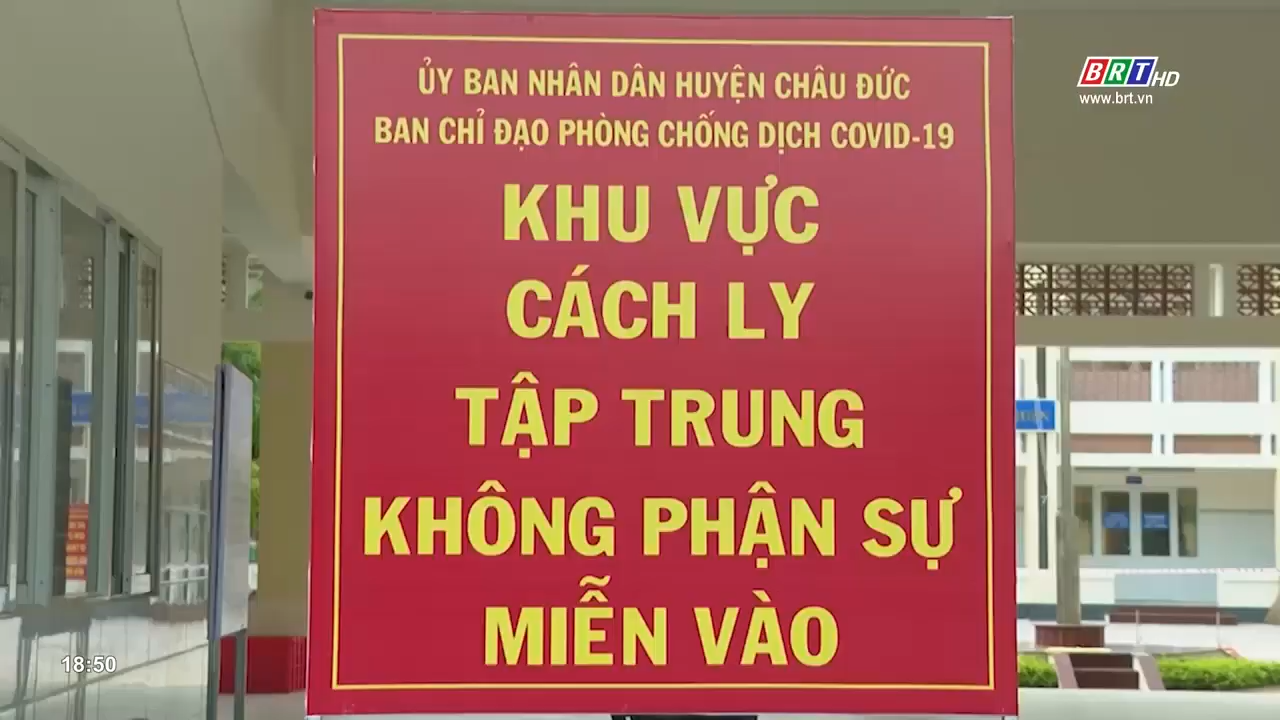 ỦY BAN NHÂN DÂN HUYỆN CHÂU ĐỨC
BAN CHỈ ĐẠO PHÒNG CHỐNG DỊCH COVID-19
KHU VỰC
CÁCH LY
TẬP TRUNG
KHÔNG PHẬN SỰ
MIỄN VÀO
BRT HD
www.brt.vn
18:50